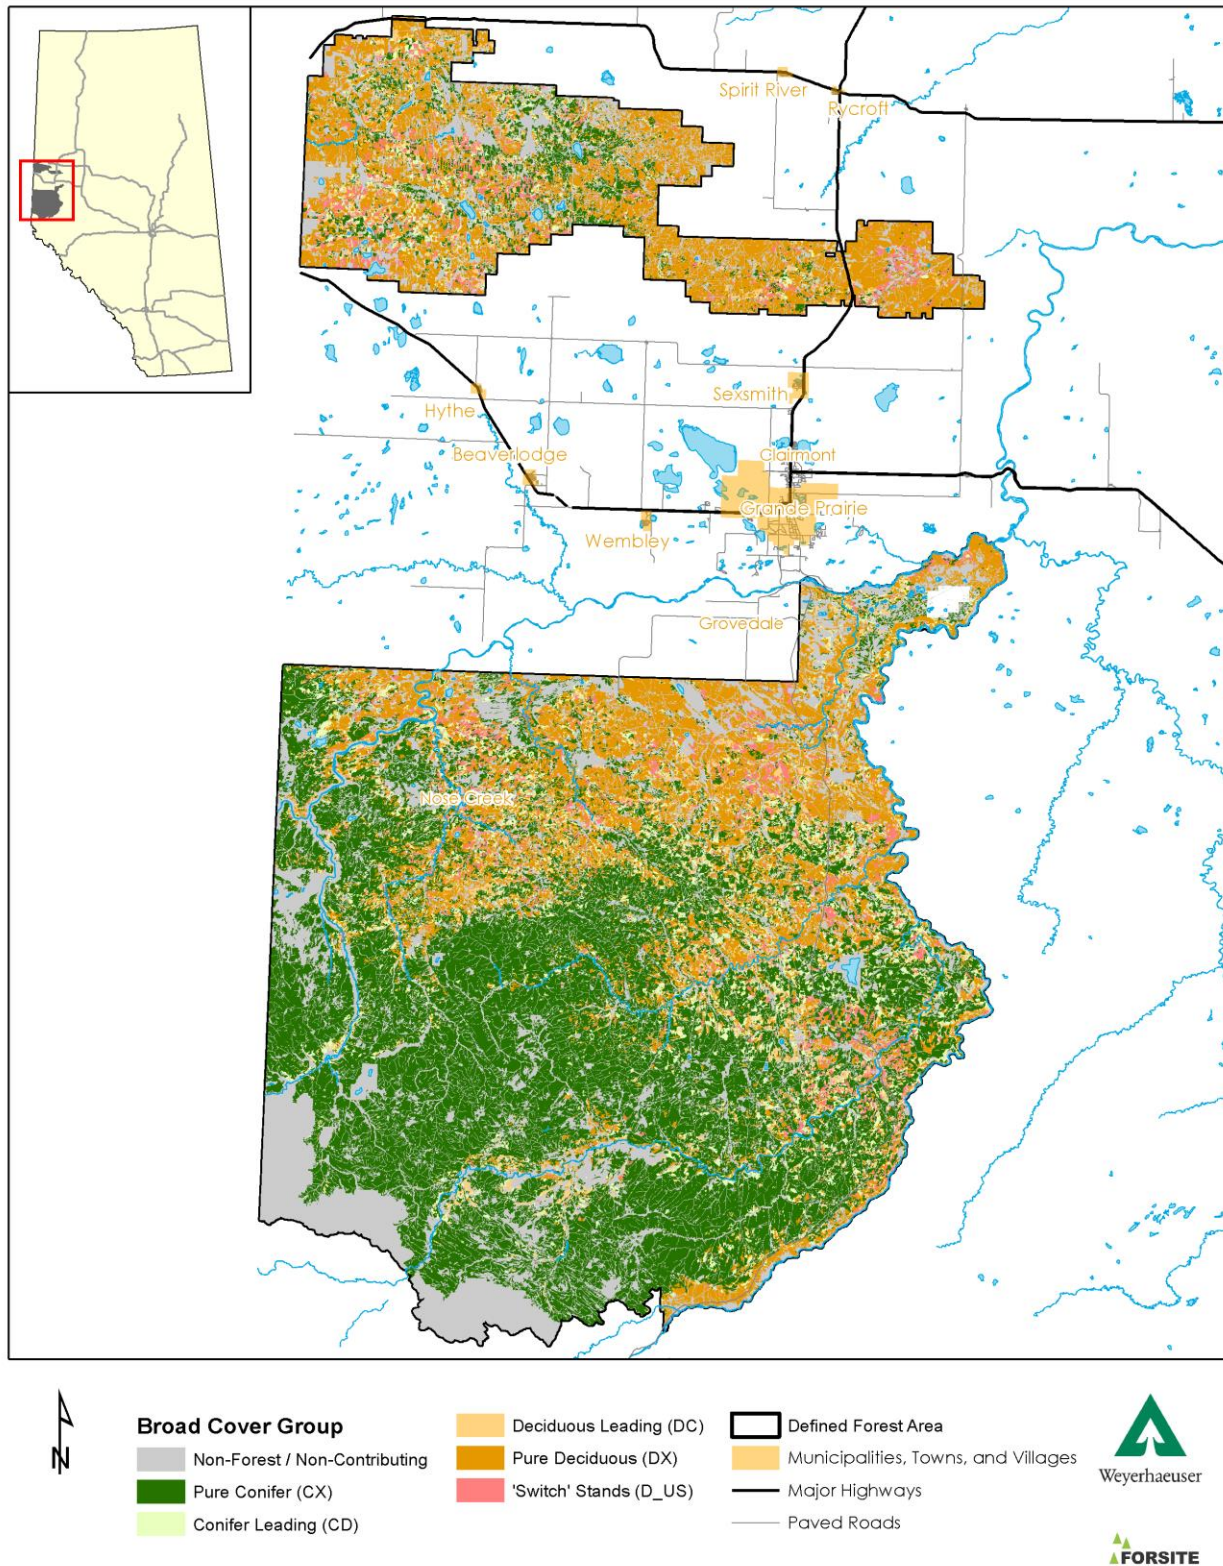 Spirit River
Rycroft
Sexsmith
Hythe
Beaverlodge
Clairmont
Grande Prairie
Wembley
Grovedale
Nose Creek
N
Broad Cover Group
Non-Forest / Non-Contributing
Pure Conifer (CX)
Conifer Leading (CD)
Deciduous Leading (DC)
Pure Deciduous (DX)
'Switch' Stands (D_US)
Defined Forest Area
Municipalities, Towns, and Villages
Major Highways
Paved Roads
Weyerhaeuser
FORSITE